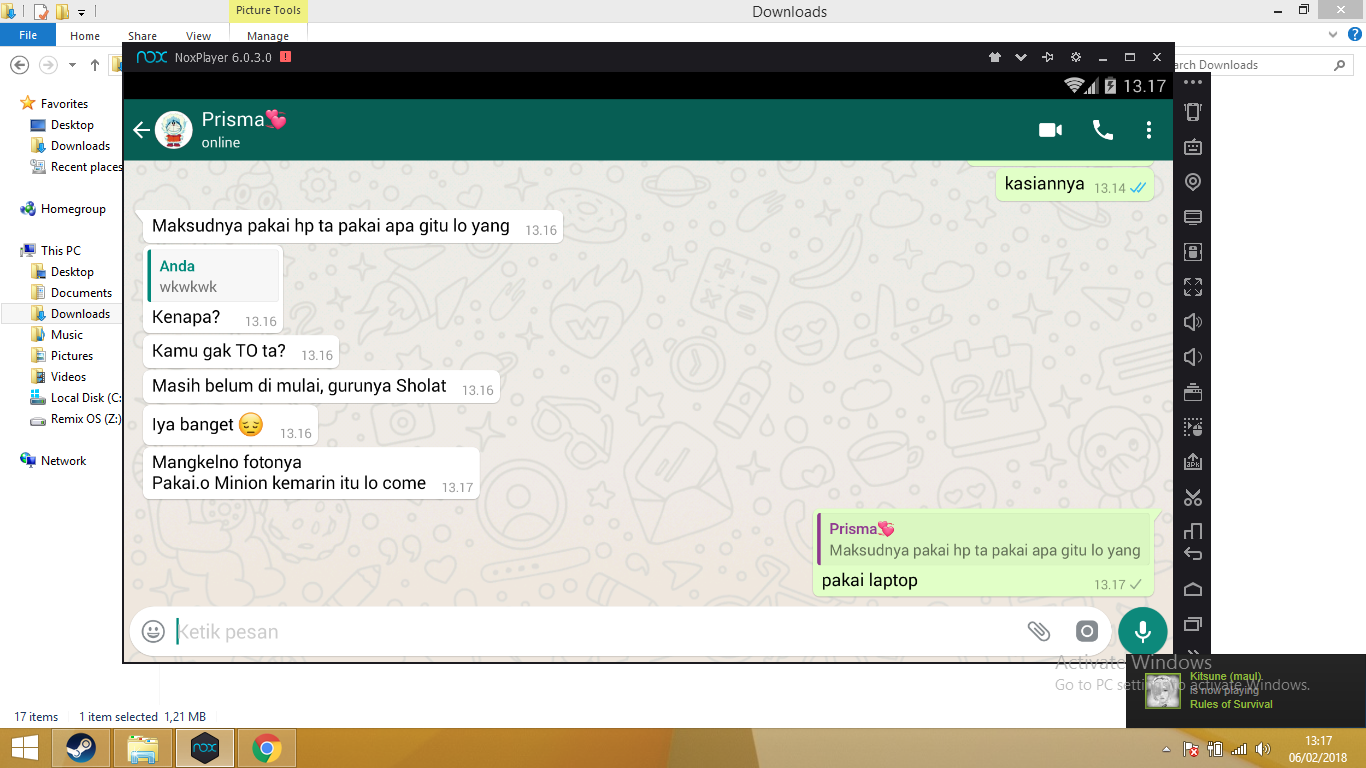 Picture Tools
Downloads
File
Home
Share
View
Manage
nox NoxPlayer 6.0.3.0
arch Downloads
13.17
Favorites
Desktop
Downloads
Recent places
Homegroup
This PC
Desktop
Documents
Downloads
Music
Pictures
Videos
Local Disk (C:
Remix OS (Z:)
Network
Prisma💞
online
kasiannya 13.14
Maksudnya pakai hp ta pakai apa gitu lo yang 13.16
Anda
wkwkwk
Kenapa? 13.16
Kamu gak TO ta? 13.16
Masih belum di mulai, gurunya Sholat 13.16
Iya banget 😔 13.16
Mangkelno fotonya
Pakai.o Minion kemarin itu lo come 13.17
Prisma💞
Maksudnya pakai hp ta pakai apa gitu lo yang
pakai laptop 13.17
Ketik pesan
Activate Windows
Go to PC settings to activate Windows.
Kitsune (maul).
is now playing
Rules of Survival
17 items 1 item selected 1,21 MB
nox
13:17
06/02/2018